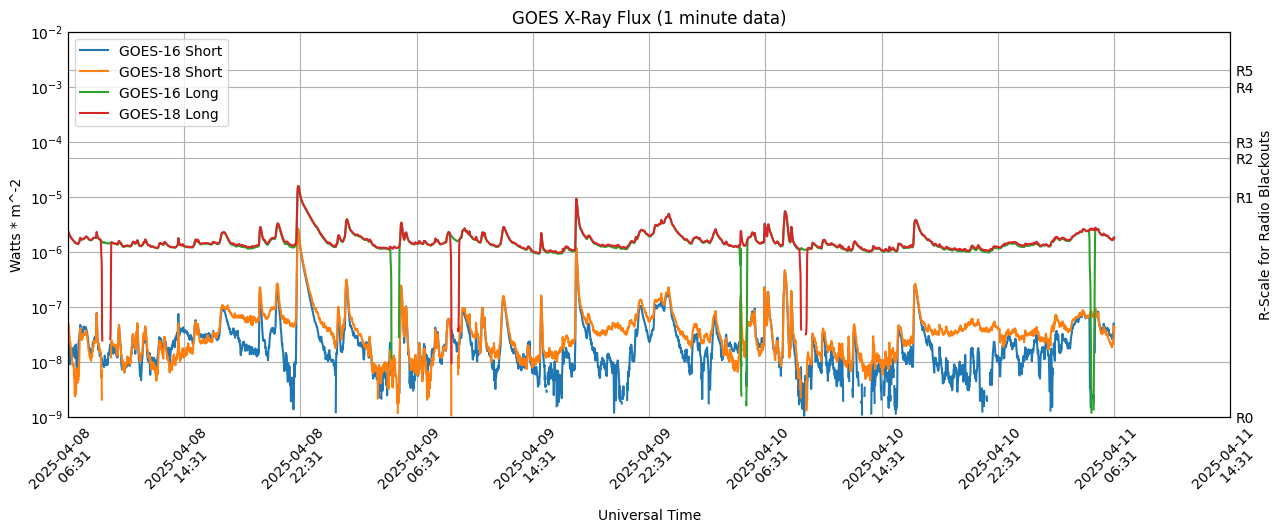 GOES X-Ray Flux (1 minute data)
GOES-16 Short
GOES-18 Short
GOES-16 Long
GOES-18 Long
Watts * m^-2
10^-2
10^-3
10^-4
10^-5
10^-6
10^-7
10^-8
10^-9
R5
R4
R3
R2
R1
R0
R-Scale for Radio Blackouts
2025-04-08
06:31
2025-04-08
14:31
2025-04-08
22:31
2025-04-09
06:31
2025-04-09
14:31
2025-04-09
22:31
2025-04-10
06:31
2025-04-10
14:31
2025-04-10
22:31
2025-04-11
06:31
2025-04-11
14:31
Universal Time